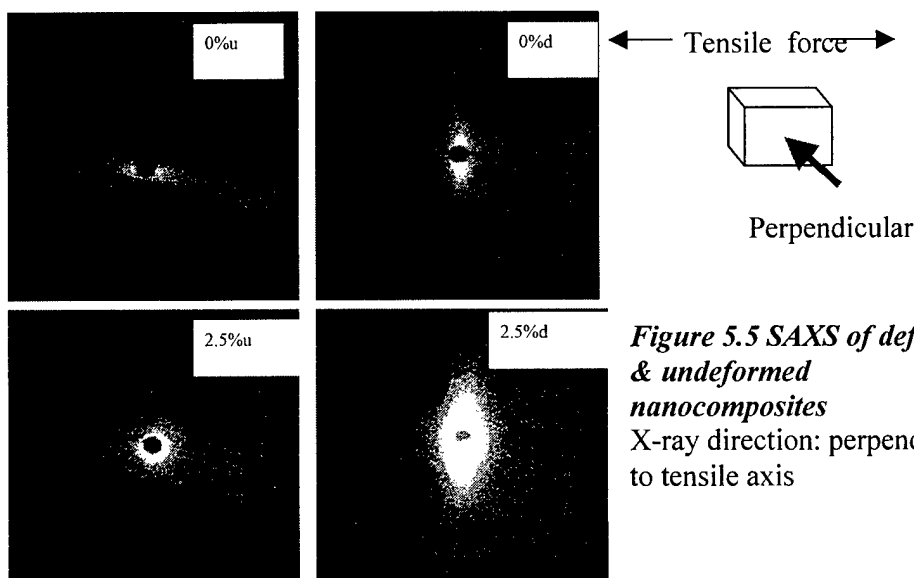 0%u
0%d
Tensile force
Perpendicular
2.5%u
2.5%d
Figure 5.5 SAXS of def
& undeformed
nanocomposites
X-ray direction: perpend
to tensile axis